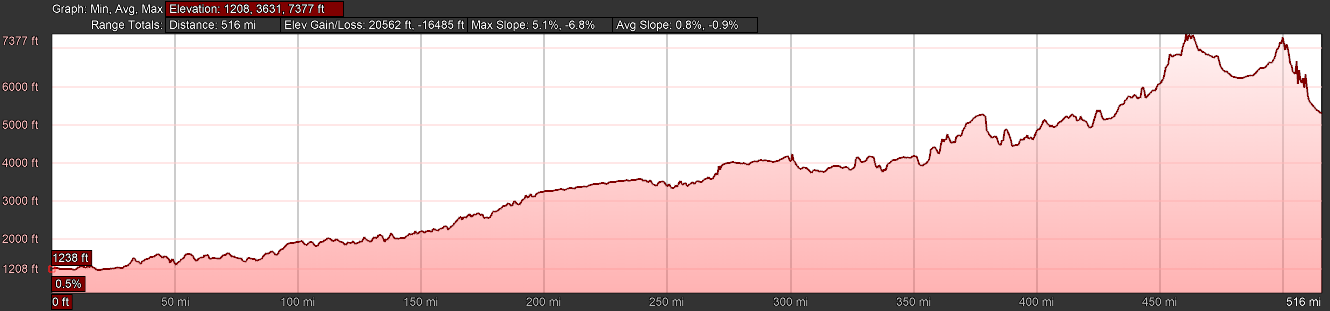 Graph: Min, Avg, Max Elevation: 1208, 3631, 7377 ft
Range Totals: Distance: 516 mi Elev Gain/Loss: 20562 ft, -16485 ft Max Slope: 5.1%, -6.8% Avg Slope: 0.8%, -0.9%
7377 ft
6000 ft
5000 ft
4000 ft
3000 ft
2000 ft
1238 ft
1208 ft
0.5%
0 ft 50 mi 100 mi 150 mi 200 mi 250 mi 300 mi 350 mi 400 mi 450 mi 516 mi